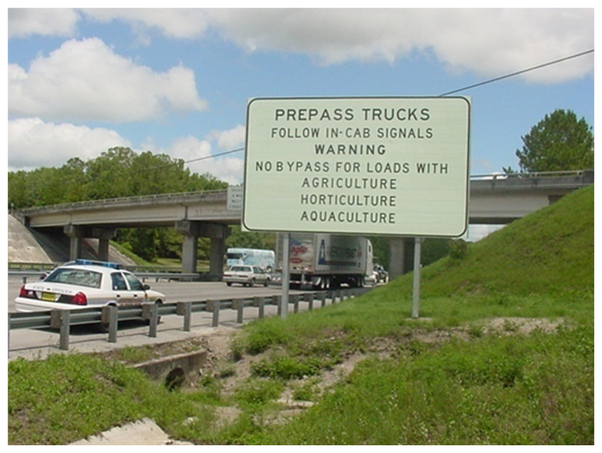 PREPASS TRUCKS
FOLLOW IN-CAB SIGNALS
WARNING
NO BYPASS FOR LOADS WITH
AGRICULTURE
HORTICULTURE
AQUACULTURE